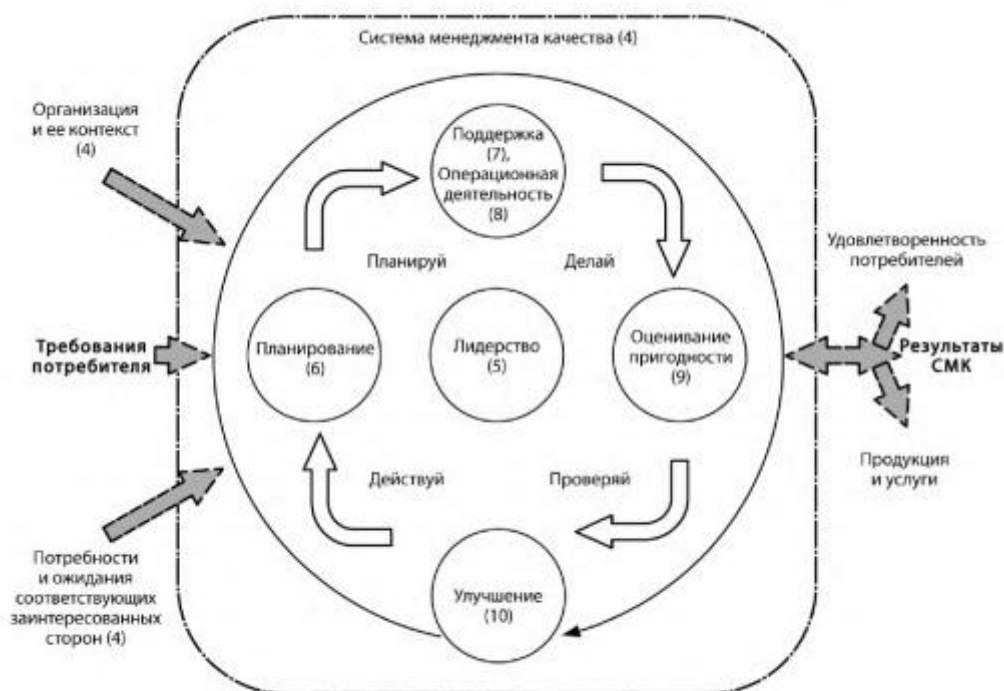 Система менеджмента качества (4)
Организация
и ее контекст
(4)
Поддержка
(7),
Операционная
деятельность
(8)
Планируй
Делай
Удовлетворенность
потребителей
Требования
потребителя
Планирование
(6)
Лидерство
(5)
Оценивание
пригодности
(9)
Результаты
СМК
Действуй
Проверяй
Продукция
и услуги
Потребности
и ожидания
соответствующих
заинтересованных
сторон (4)
Улучшение
(10)